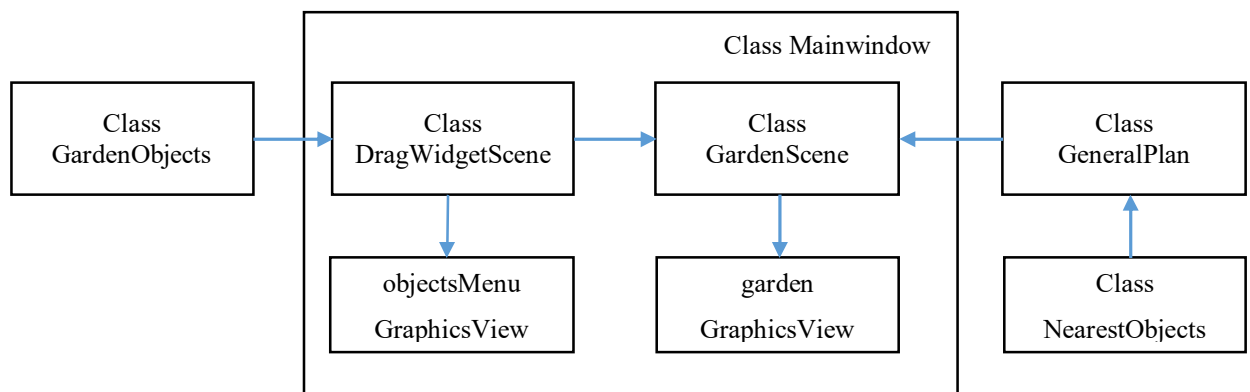 Class Mainwindow
Class
GardenObjects
Class
DragWidgetScene
Class
GardenScene
Class
GeneralPlan
objectsMenu
GraphicsView
garden
GraphicsView
Class
NearestObjects